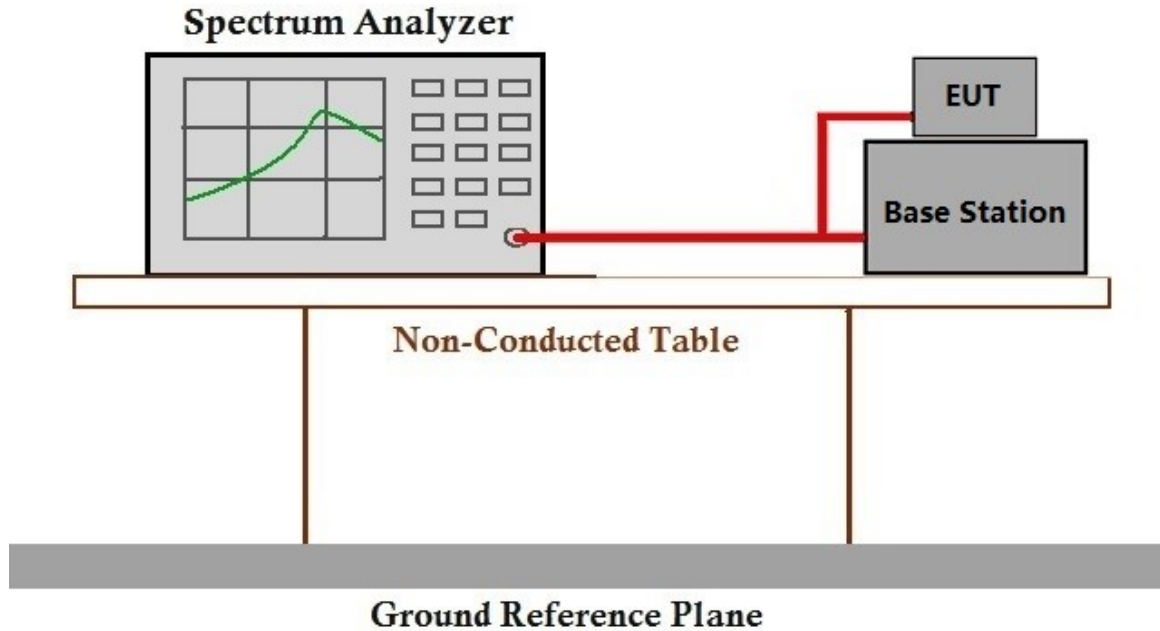 Spectrum Analyzer
EUT
Base Station
Non-Conducted Table
Ground Reference Plane